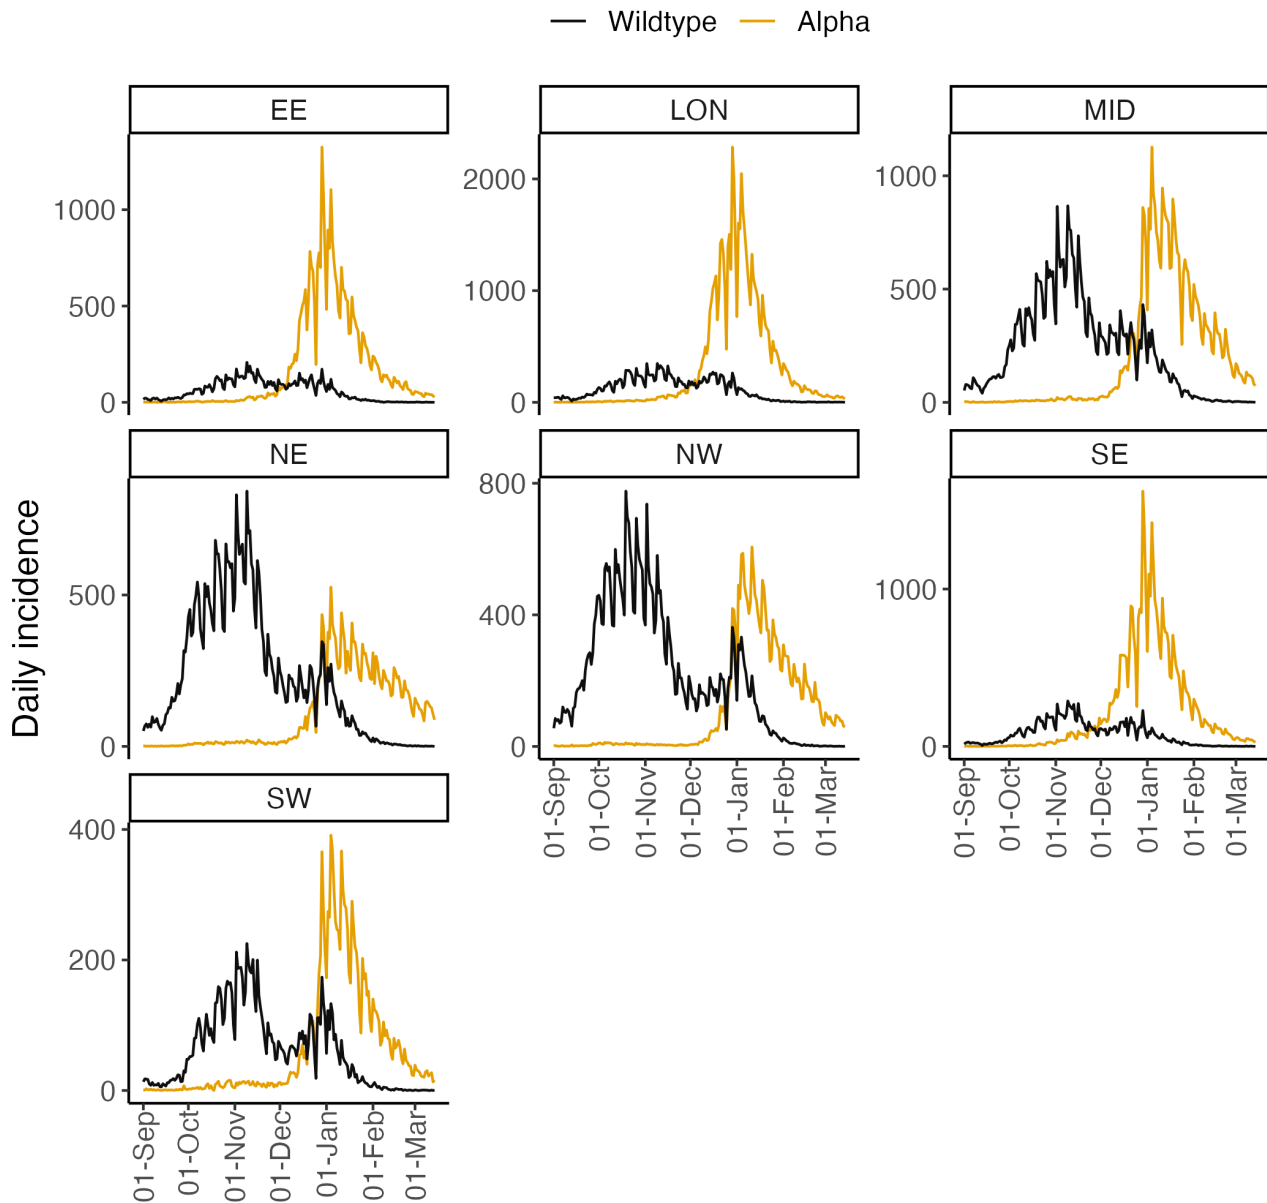 Wildtype Alpha
EE LON MID
1000
500
0
2000
1000
0
1000
500
0
NE NW SE
Daily incidence
500
0
800
400
0
1000
0
01-Sep 01-Oct 01-Nov 01-Dec 01-Jan 01-Feb 01-Mar
01-Sep 01-Oct 01-Nov 01-Dec 01-Jan 01-Feb 01-Mar
SW
400
200
0
01-Sep 01-Oct 01-Nov 01-Dec 01-Jan 01-Feb 01-Mar